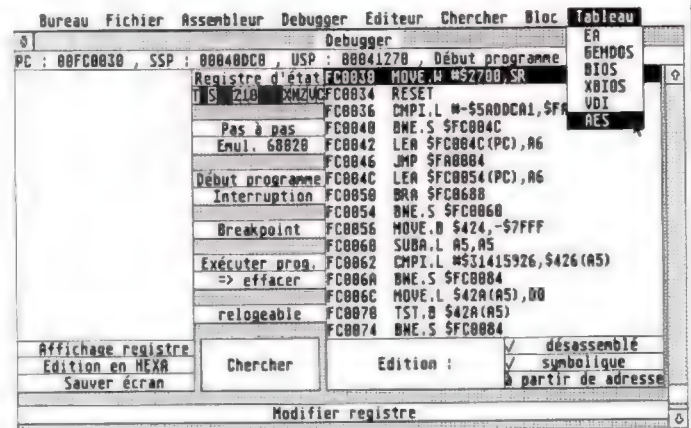 Bureau Fichier Assembleur Debugger Editeur Chercher Bloc Tableau
EA
GEMDOS
BIOS
XBIOS
VDI
AES
Debugger
PC : 00FC0030 , SSP : 00040DC8 , USP : 00041270 , Début programme
Registre d'état
T S 210 XNZVC
Pas à pas
Emul. 68020
Début programme
Interruption
Breakpoint
Exécuter prog.
=> effacer
relogeable
FC0030 MOVE.W #$2700,SR
FC0034 RESET
FC0036 CMPI.L #-$5ADDCA1,$FA
FC0040 BNE.S $FC004C
FC0042 LEA $FC004C(PC),A6
FC0046 JMP $FA0004
FC004C LEA $FC0054(PC),A6
FC0050 BRA $FC0688
FC0054 BNE.S $FC0060
FC0056 MOVE.B $424,-$7FFF
FC0060 SUBA.L A5,A5
FC0062 CMPI.L #$31415926,$426(A5)
FC006A BNE.S $FC0084
FC006C MOVE.L $42A(A5),D0
FC0070 TST.B $42A(A5)
FC0074 BNE.S $FC0084
Affichage registre
Edition en HEXA
Sauver écran
Chercher
Edition :
√ désassemblé
√ symbolique
à partir de adresse
Modifier registre